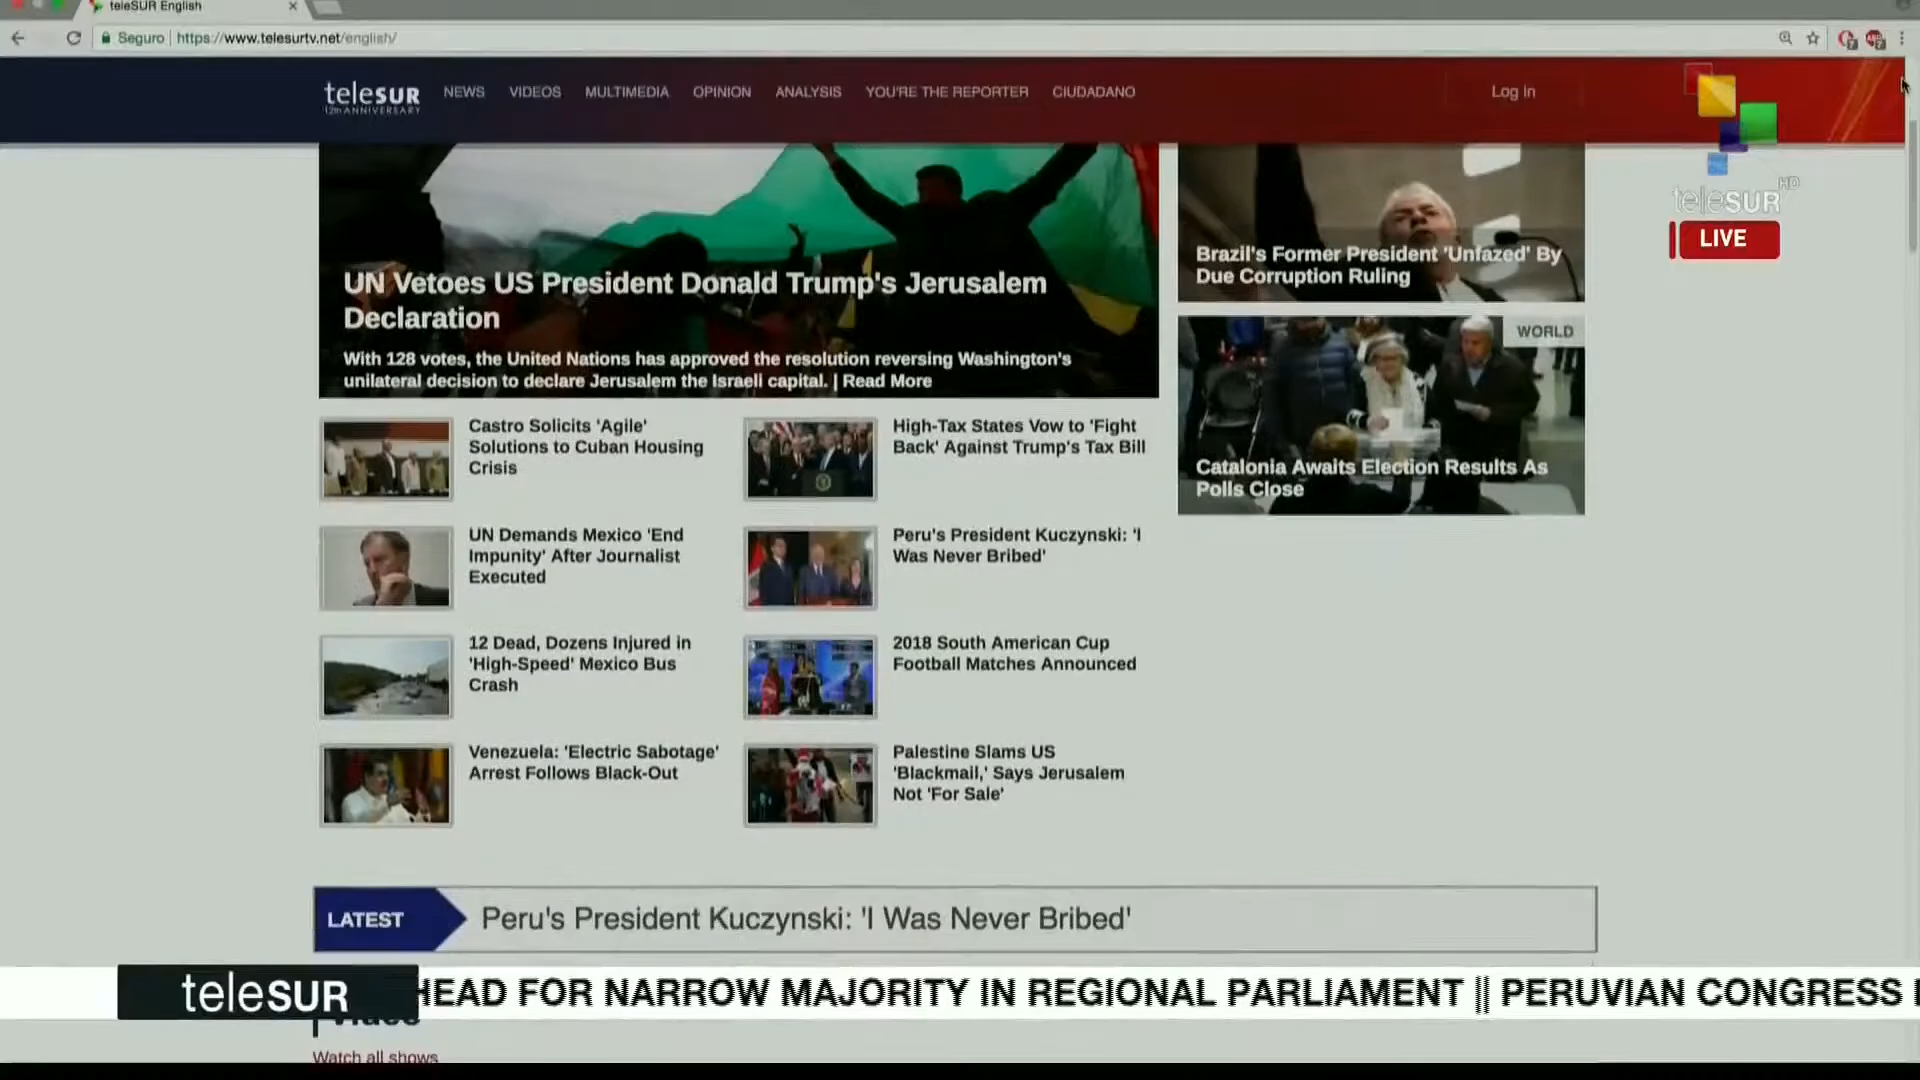 teleSUR English
Seguro https://www.telesurtv.net/english/
teleSUR
12th ANNIVERSARY
NEWS VIDEOS MULTIMEDIA OPINION ANALYSIS YOU'RE THE REPORTER CIUDADANO
Log In
teleSUR HD
LIVE
UN Vetoes US President Donald Trump's Jerusalem
Declaration
With 128 votes, the United Nations has approved the resolution reversing Washington's
unilateral decision to declare Jerusalem the Israeli capital. | Read More
Brazil's Former President 'Unfazed' By
Due Corruption Ruling
WORLD
Catalonia Awaits Election Results As
Polls Close
Castro Solicits 'Agile'
Solutions to Cuban Housing
Crisis
High-Tax States Vow to 'Fight
Back' Against Trump's Tax Bill
UN Demands Mexico 'End
Impunity' After Journalist
Executed
Peru's President Kuczynski: 'I
Was Never Bribed'
12 Dead, Dozens Injured in
'High-Speed' Mexico Bus
Crash
2018 South American Cup
Football Matches Announced
Venezuela: 'Electric Sabotage'
Arrest Follows Black-Out
Palestine Slams US
'Blackmail,' Says Jerusalem
Not 'For Sale'
LATEST
Peru's President Kuczynski: 'I Was Never Bribed'
teleSUR
HEAD FOR NARROW MAJORITY IN REGIONAL PARLIAMENT || PERUVIAN CONGRESS
Watch all shows